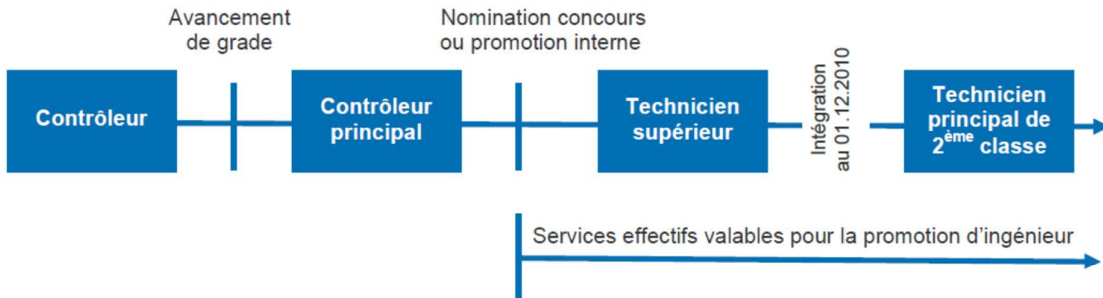 Avancement
de grade
Nomination concours
ou promotion interne
Contrôleur
Contrôleur
principal
Technicien
supérieur
Intégration
au 01.12.2010
Technicien
principal de
2ème classe
Services effectifs valables pour la promotion d'ingénieur